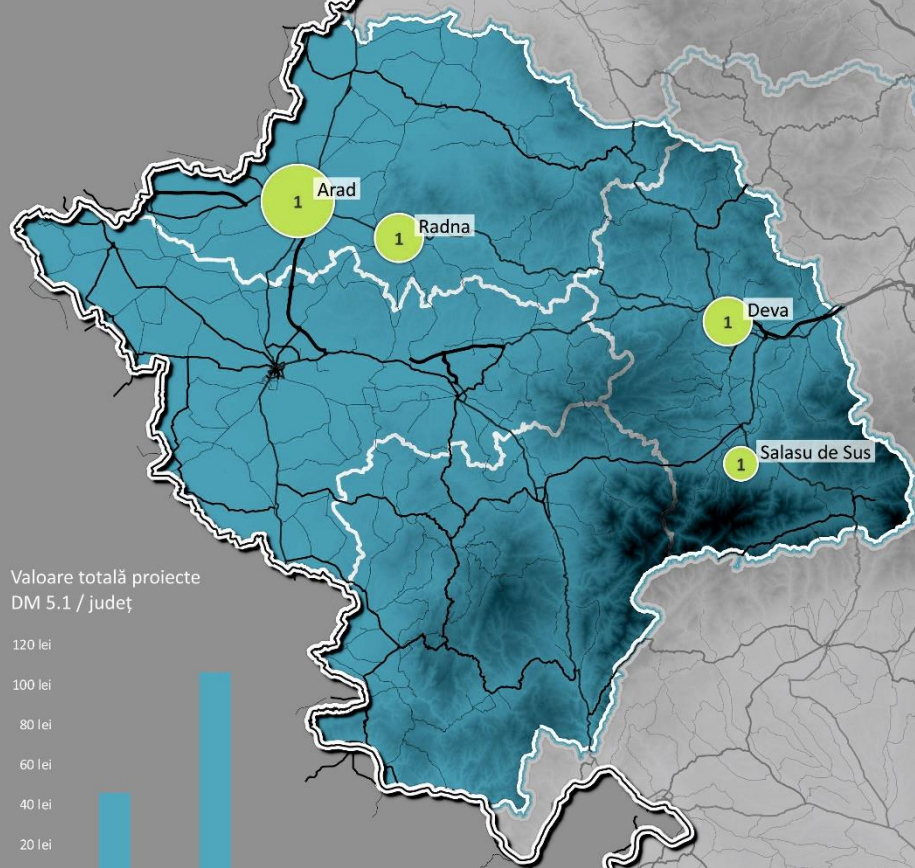 1 Arad
1 Radna
1 Deva
1 Salasu de Sus
Valoare totală proiecte
DM 5.1 / județ
120 lei
100 lei
80 lei
60 lei
40 lei
20 lei